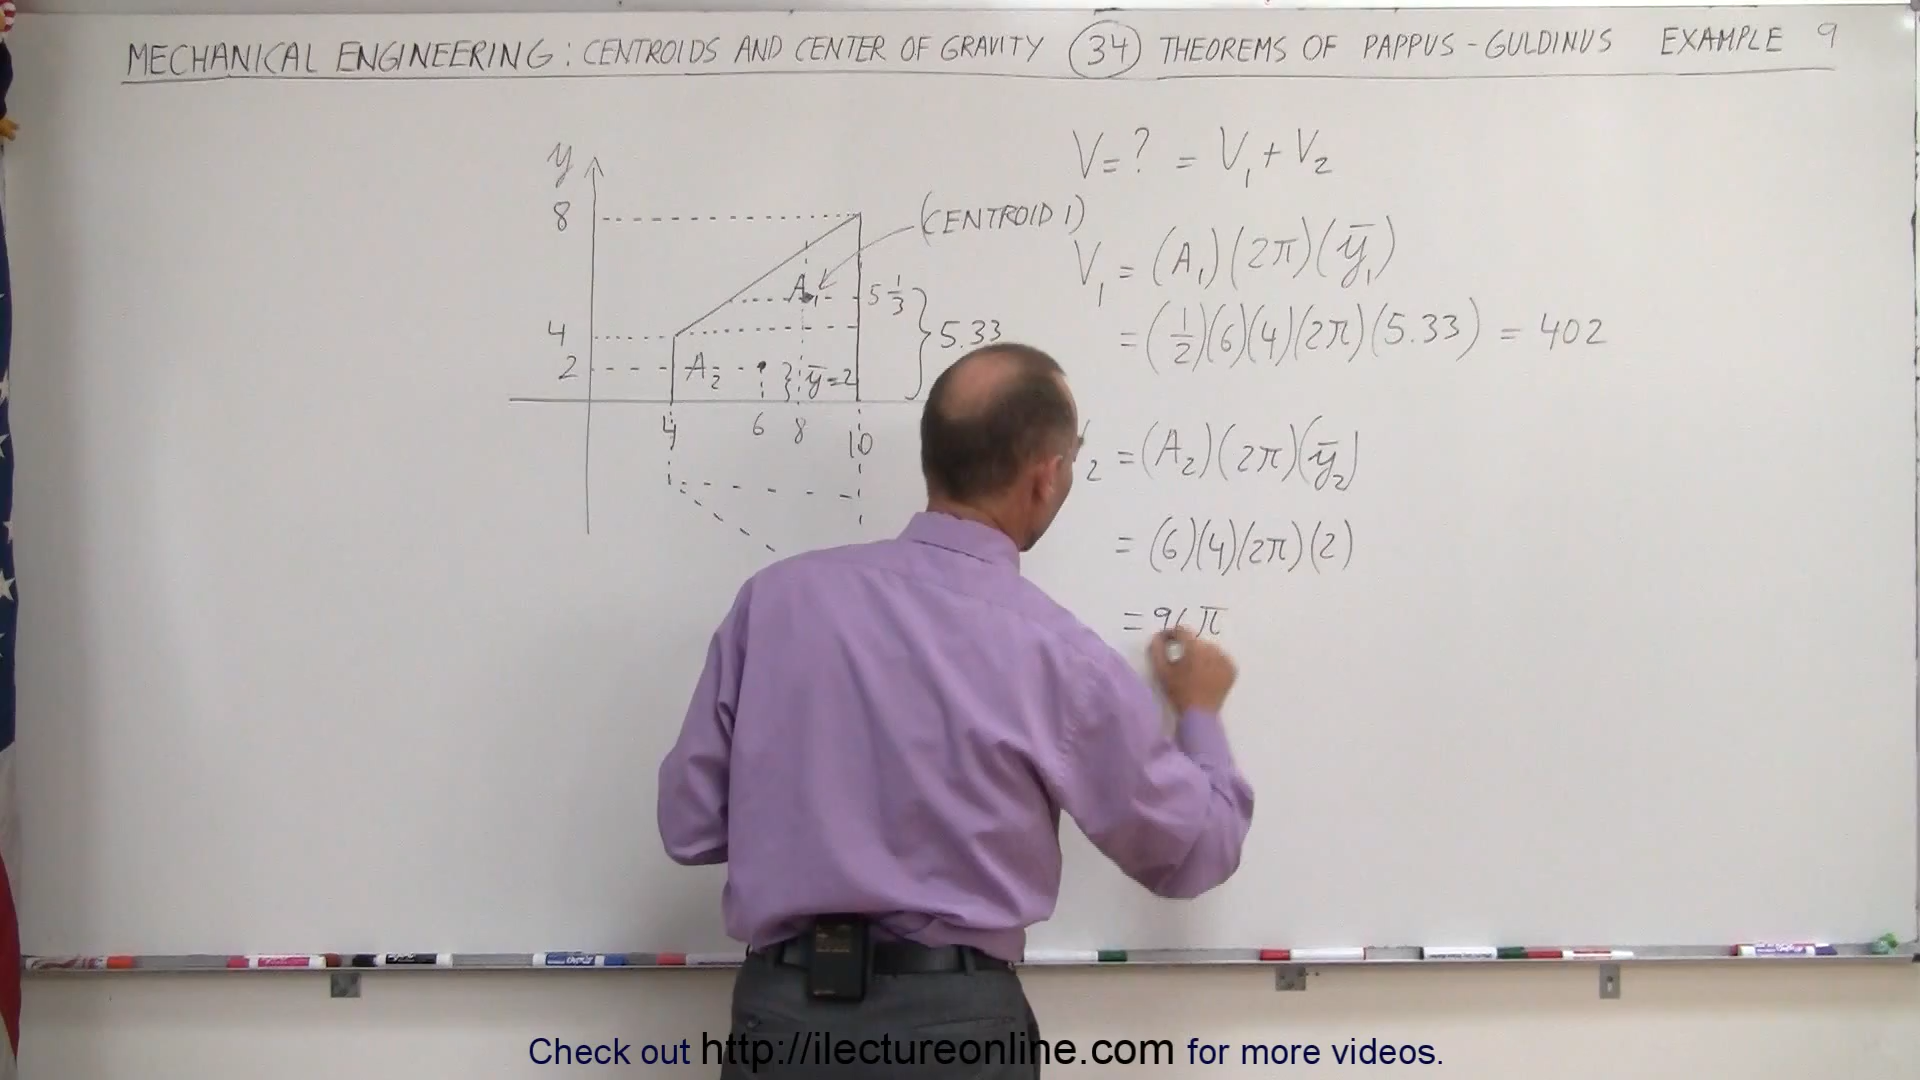 MECHANICAL ENGINEERING: CENTROIDS AND CENTER OF GRAVITY 34 THEOREMS OF PAPPUS-GULDINUS EXAMPLE 9
y
8
4
2
(CENTROID 1)
A1
5 1/3
5.33
A2
ȳ=2
4 6 8 10
V=? = V1+V2
V1 = (A1)(2π)(ȳ1)
= (1/2)(6)(4)(2π)(5.33) = 402
2 = (A2)(2π)(ȳ2)
= (6)(4)(2π)(2)
= 96π
Check out http://ilectureonline.com for more videos.